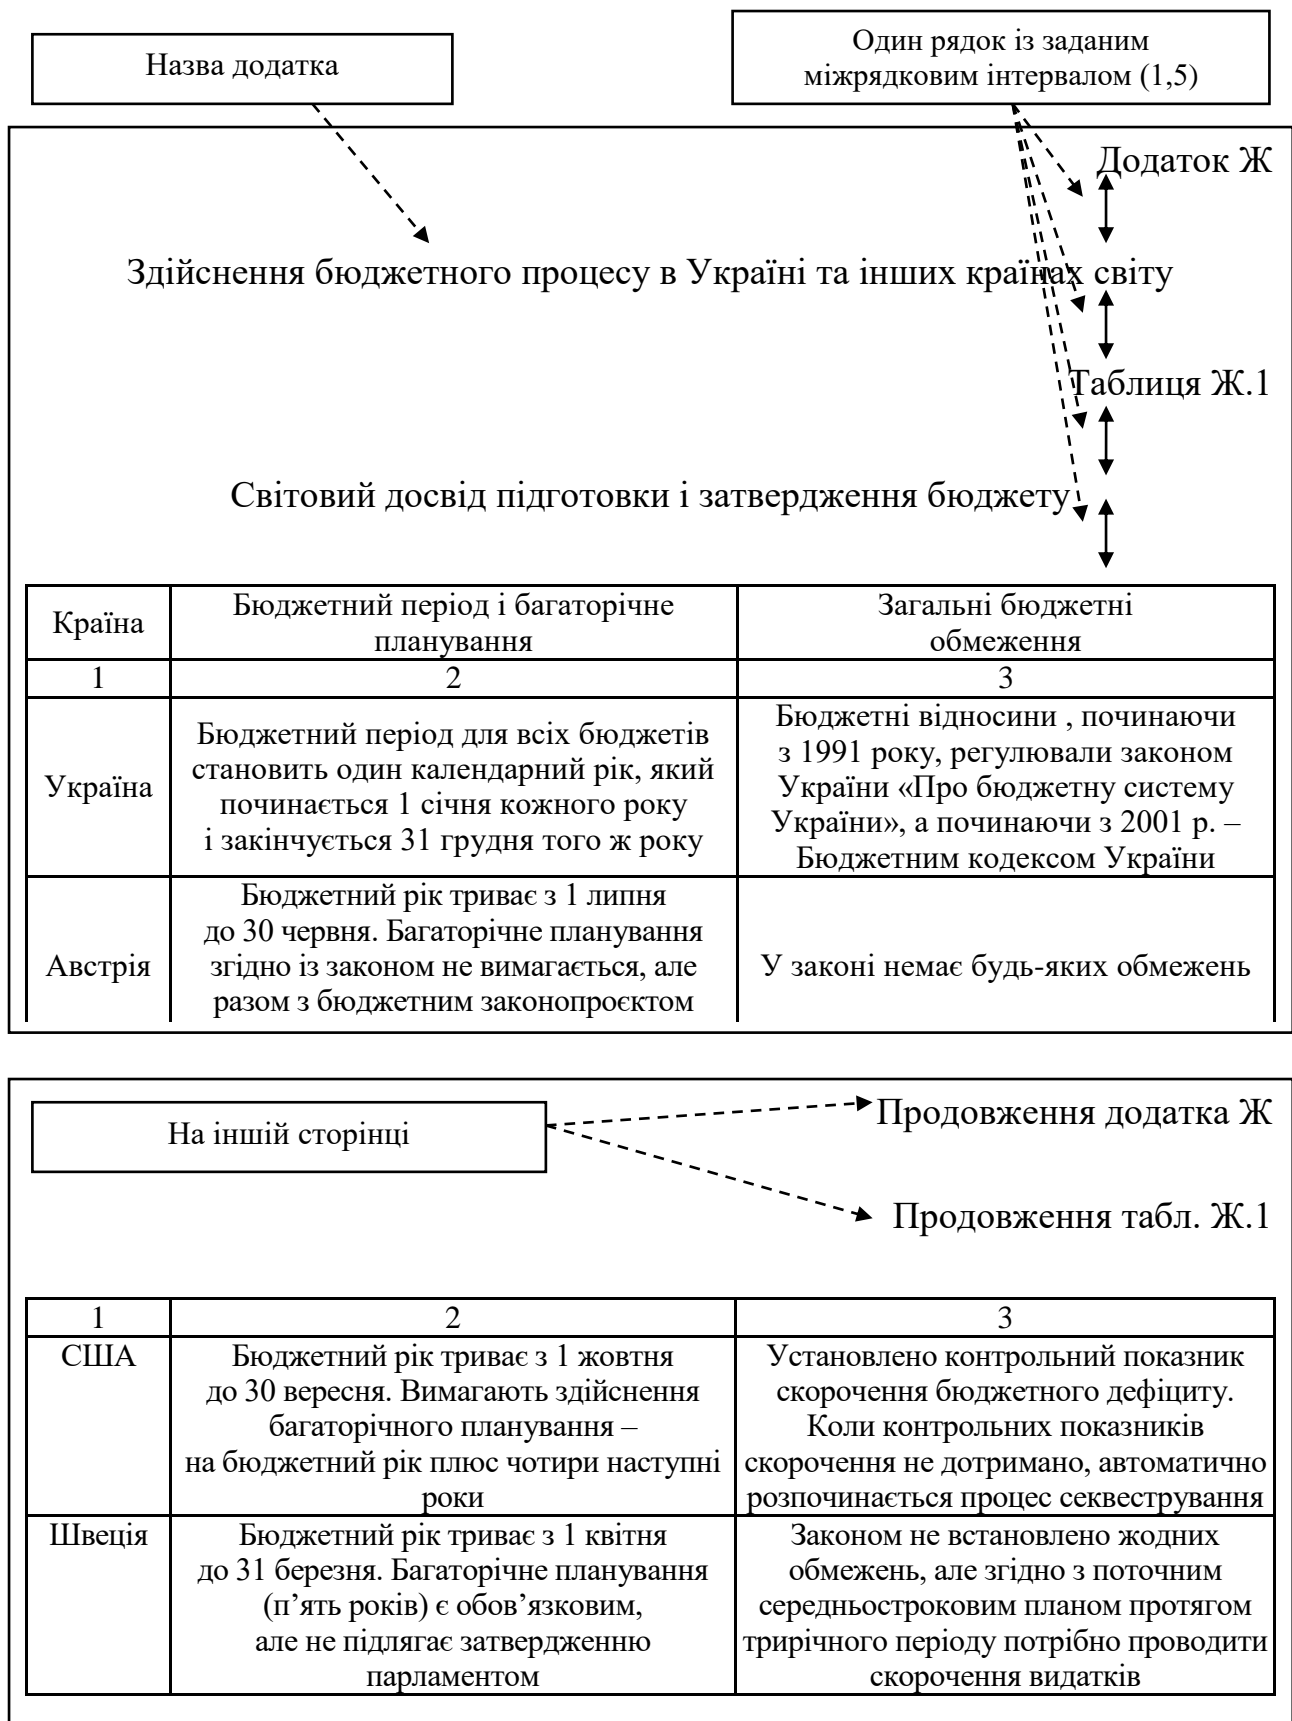 Назва додатка
Один рядок із заданим
міжрядковим інтервалом (1,5)
Додаток Ж
Здійснення бюджетного процесу в Україні та інших країнах світу
Таблиця Ж.1
Світовий досвід підготовки і затвердження бюджету
Країна
Бюджетний період і багаторічне
планування
Загальні бюджетні
обмеження
1
2
3
Україна
Бюджетний період для всіх бюджетів
становить один календарний рік, який
починається 1 січня кожного року
і закінчується 31 грудня того ж року
Бюджетні відносини , починаючи
з 1991 року, регулювали законом
України «Про бюджетну систему
України», а починаючи з 2001 р. –
Бюджетним кодексом України
Австрія
Бюджетний рік триває з 1 липня
до 30 червня. Багаторічне планування
згідно із законом не вимагається, але
разом з бюджетним законопроєктом
У законі немає будь-яких обмежень
На іншій сторінці
Продовження додатка Ж
Продовження табл. Ж.1
1
2
3
США
Бюджетний рік триває з 1 жовтня
до 30 вересня. Вимагають здійснення
багаторічного планування –
на бюджетний рік плюс чотири наступні
роки
Установлено контрольний показник
скорочення бюджетного дефіциту.
Коли контрольних показників
скорочення не дотримано, автоматично
розпочинається процес секвестрування
Швеція
Бюджетний рік триває з 1 квітня
до 31 березня. Багаторічне планування
(п’ять років) є обов’язковим,
але не підлягає затвердженню
парламентом
Законом не встановлено жодних
обмежень, але згідно з поточним
середньостроковим планом протягом
трирічного періоду потрібно проводити
скорочення видатків